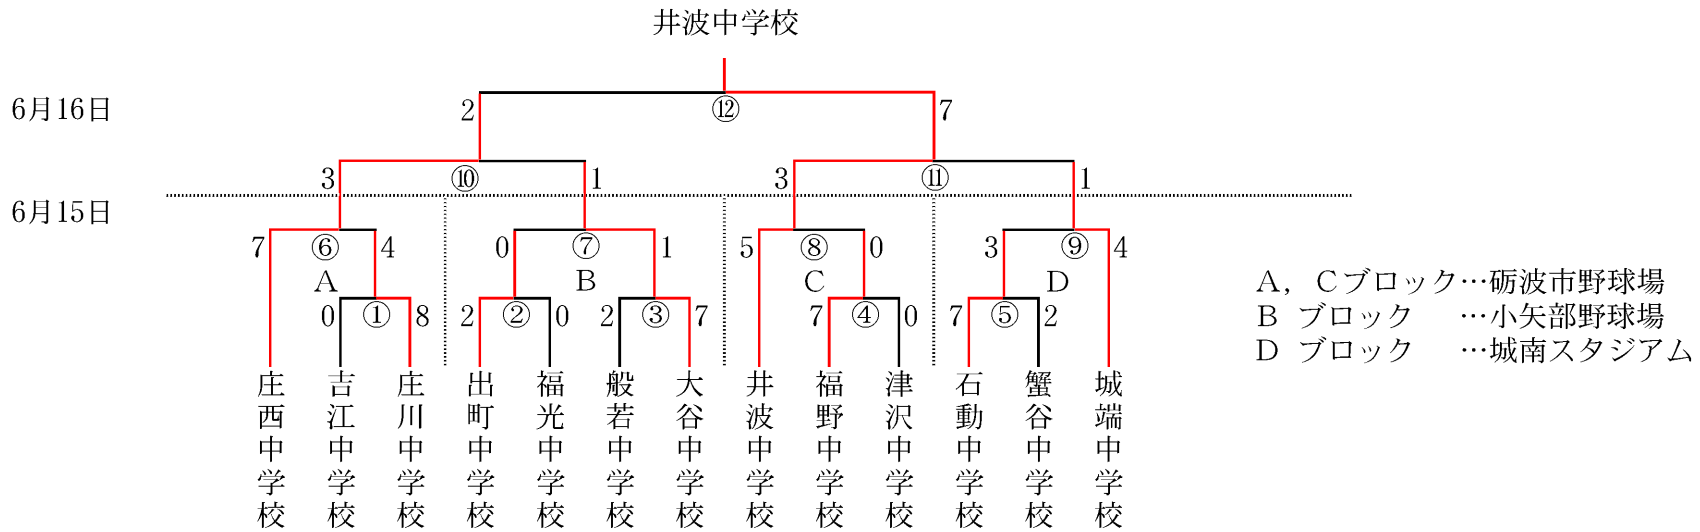 井波中学校
6月16日
2 ⑫ 7
3 ⑩ 1 3 ⑪ 1
6月15日
7 ⑥ 4 0 ⑦ 1 5 ⑧ 0 3 ⑨ 4
A B C D
0 ① 8 2 ② 0 2 ③ 7 7 ④ 0 7 ⑤ 2
庄西中学校
吉江中学校
庄川中学校
出町中学校
福光中学校
般若中学校
大谷中学校
井波中学校
福野中学校
津沢中学校
石動中学校
蟹谷中学校
城端中学校
A, Cブロック…砺波市野球場
B ブロック …小矢部野球場
D ブロック …城南スタジアム